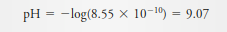 pH = −log(8.55 × 10⁻¹⁰) = 9.07